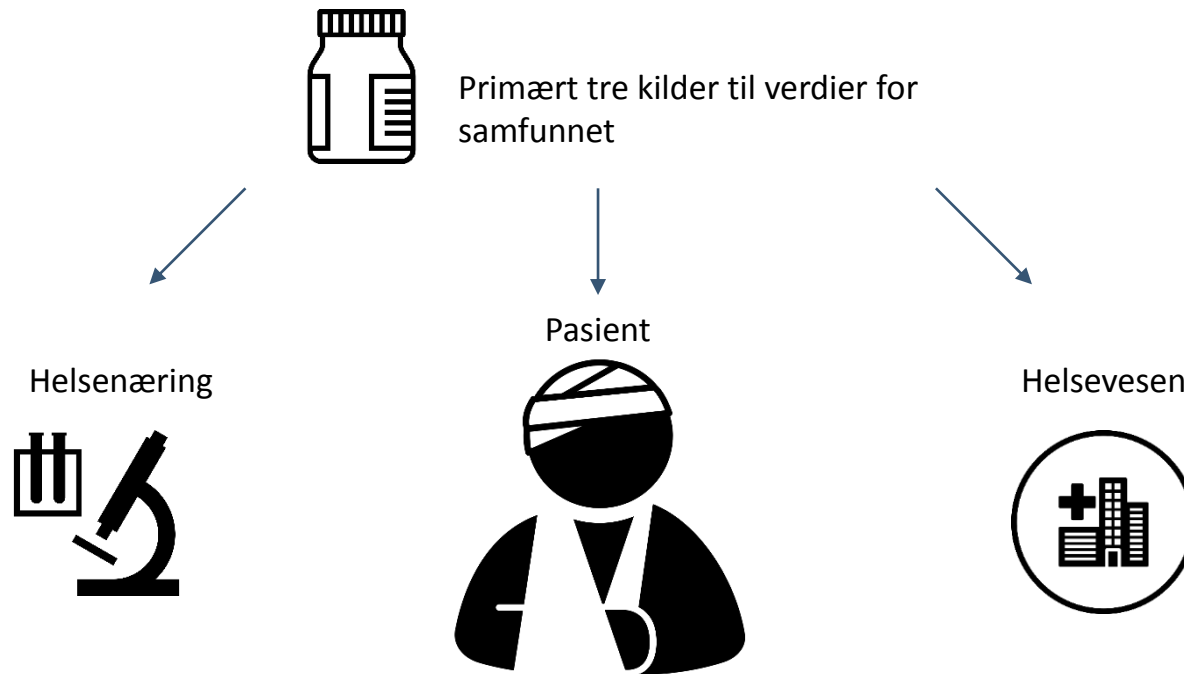 Primært tre kilder til verdier for
samfunnet
Pasient
Helsenæring
Helsevesen